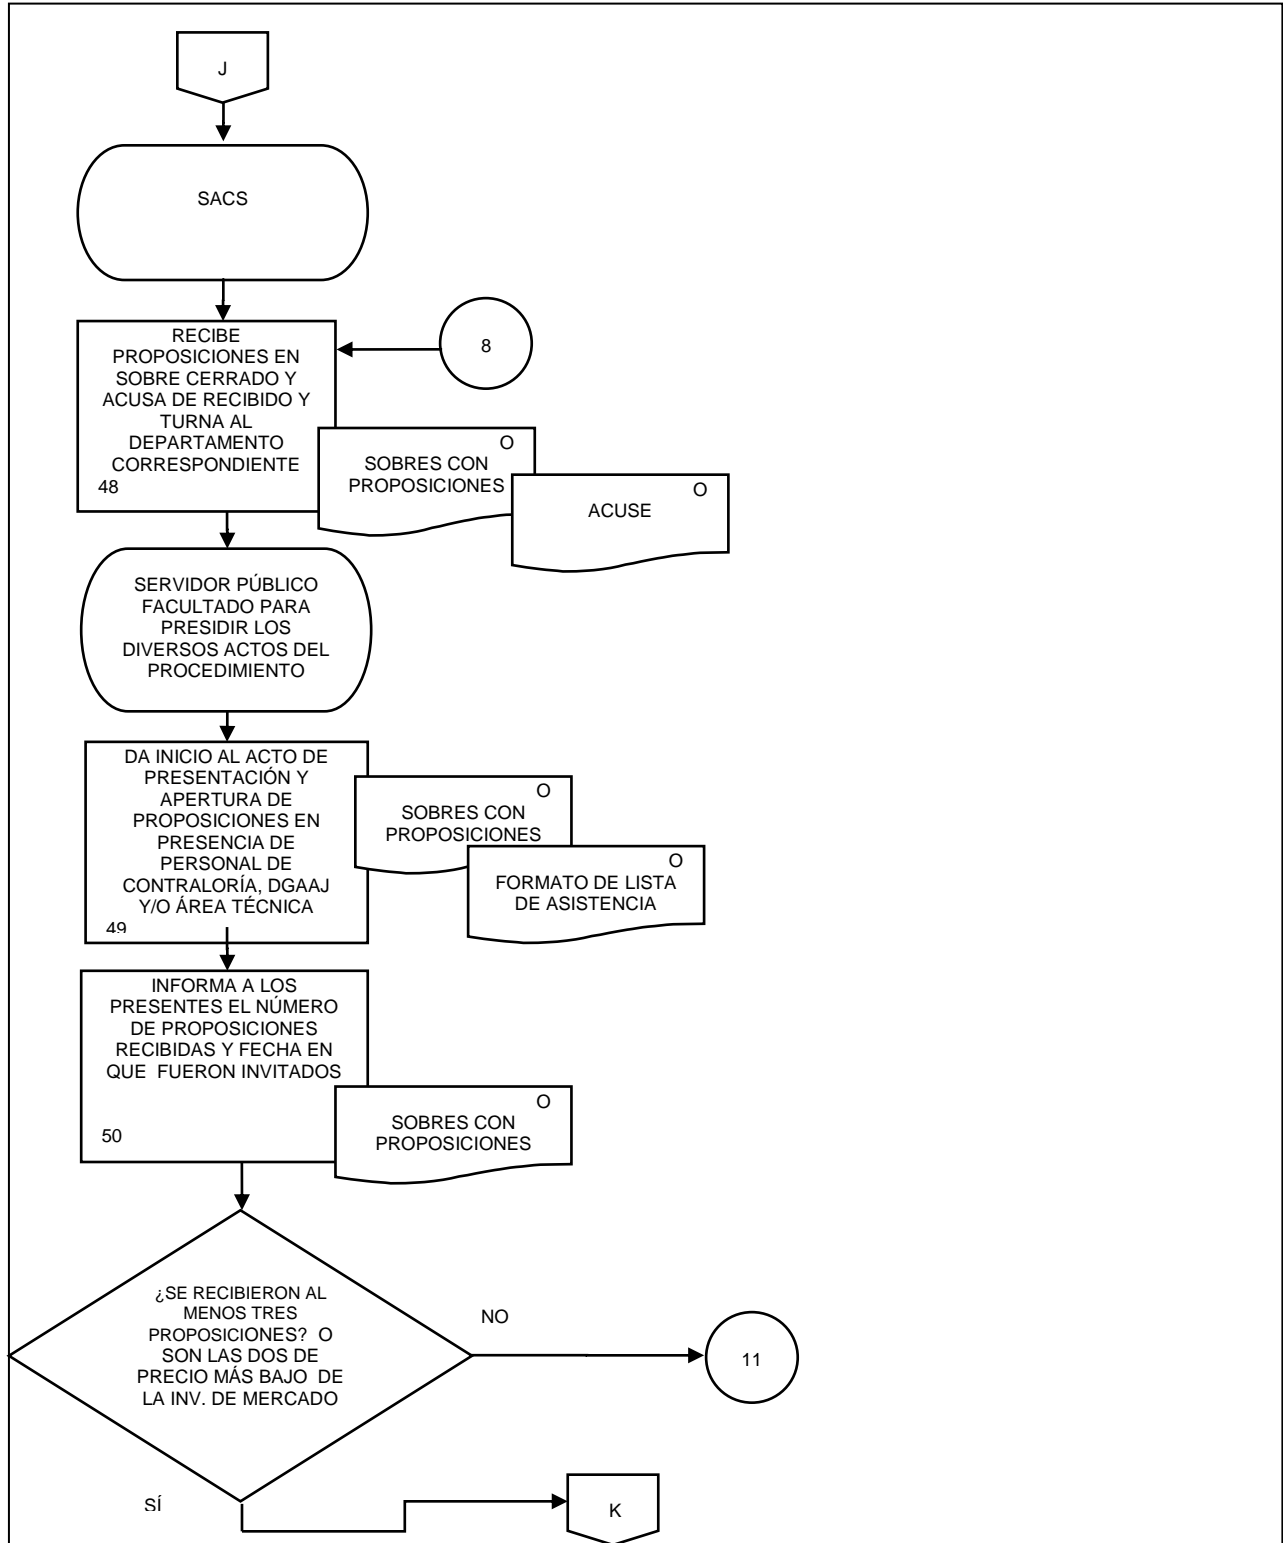 J
SACS
RECIBE
PROPOSICIONES EN
SOBRE CERRADO Y
ACUSA DE RECIBIDO Y
TURNA AL
DEPARTAMENTO
CORRESPONDIENTE
48
8
O
SOBRES CON
PROPOSICIONES
O
ACUSE
SERVIDOR PÚBLICO
FACULTADO PARA
PRESIDIR LOS
DIVERSOS ACTOS DEL
PROCEDIMIENTO
DA INICIO AL ACTO DE
PRESENTACIÓN Y
APERTURA DE
PROPOSICIONES EN
PRESENCIA DE
PERSONAL DE
CONTRALORÍA, DGAAJ
Y/O ÁREA TÉCNICA
49
O
SOBRES CON
PROPOSICIONES
O
FORMATO DE LISTA
DE ASISTENCIA
INFORMA A LOS
PRESENTES EL NÚMERO
DE PROPOSICIONES
RECIBIDAS Y FECHA EN
QUE FUERON INVITADOS
50
O
SOBRES CON
PROPOSICIONES
¿SE RECIBIERON AL
MENOS TRES
PROPOSICIONES? O
SON LAS DOS DE
PRECIO MÁS BAJO DE
LA INV. DE MERCADO
NO
11
SÍ
K